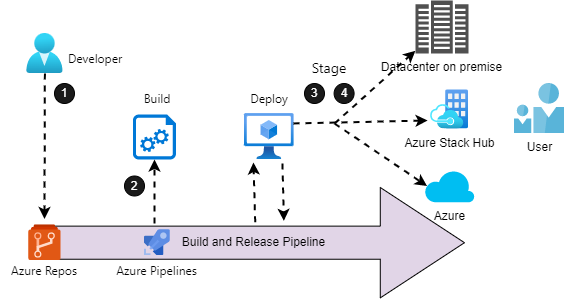 Developer
1
Stage
3
4
Datacenter on premise
Build
Deploy
Azure Stack Hub
User
2
Azure
Build and Release Pipeline
Azure Repos
Azure Pipelines